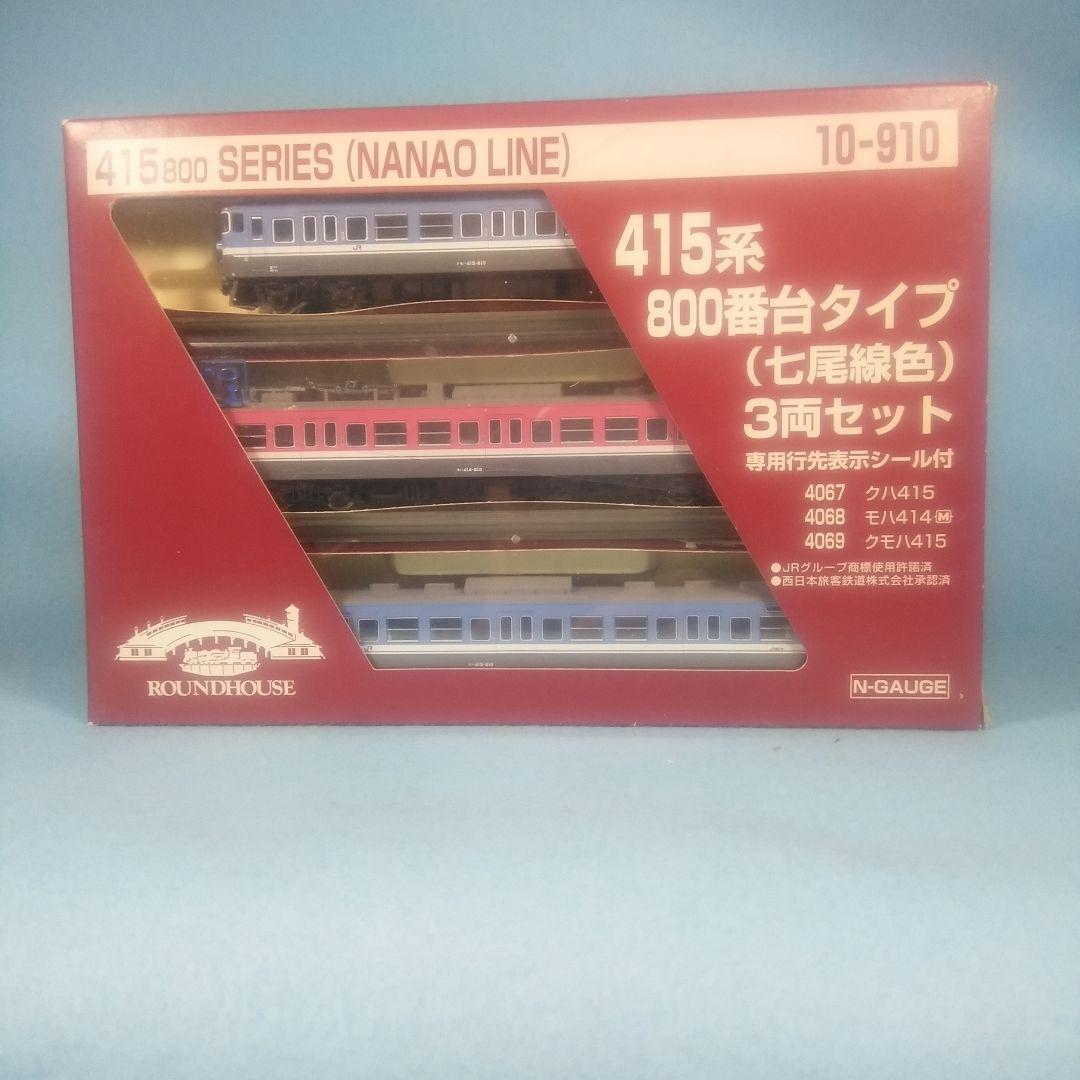 415 800 SERIES (NANAO LINE)
10-910
415系
800番台タイプ
(七尾線色)
3両セット
専用行先表示シール付
4067 クハ415
4068 モハ414 M
4069 クモハ415
●JRグループ商標使用許諾済
●西日本旅客鉄道株式会社承認済
JR
ROUNDHOUSE
N-GAUGE